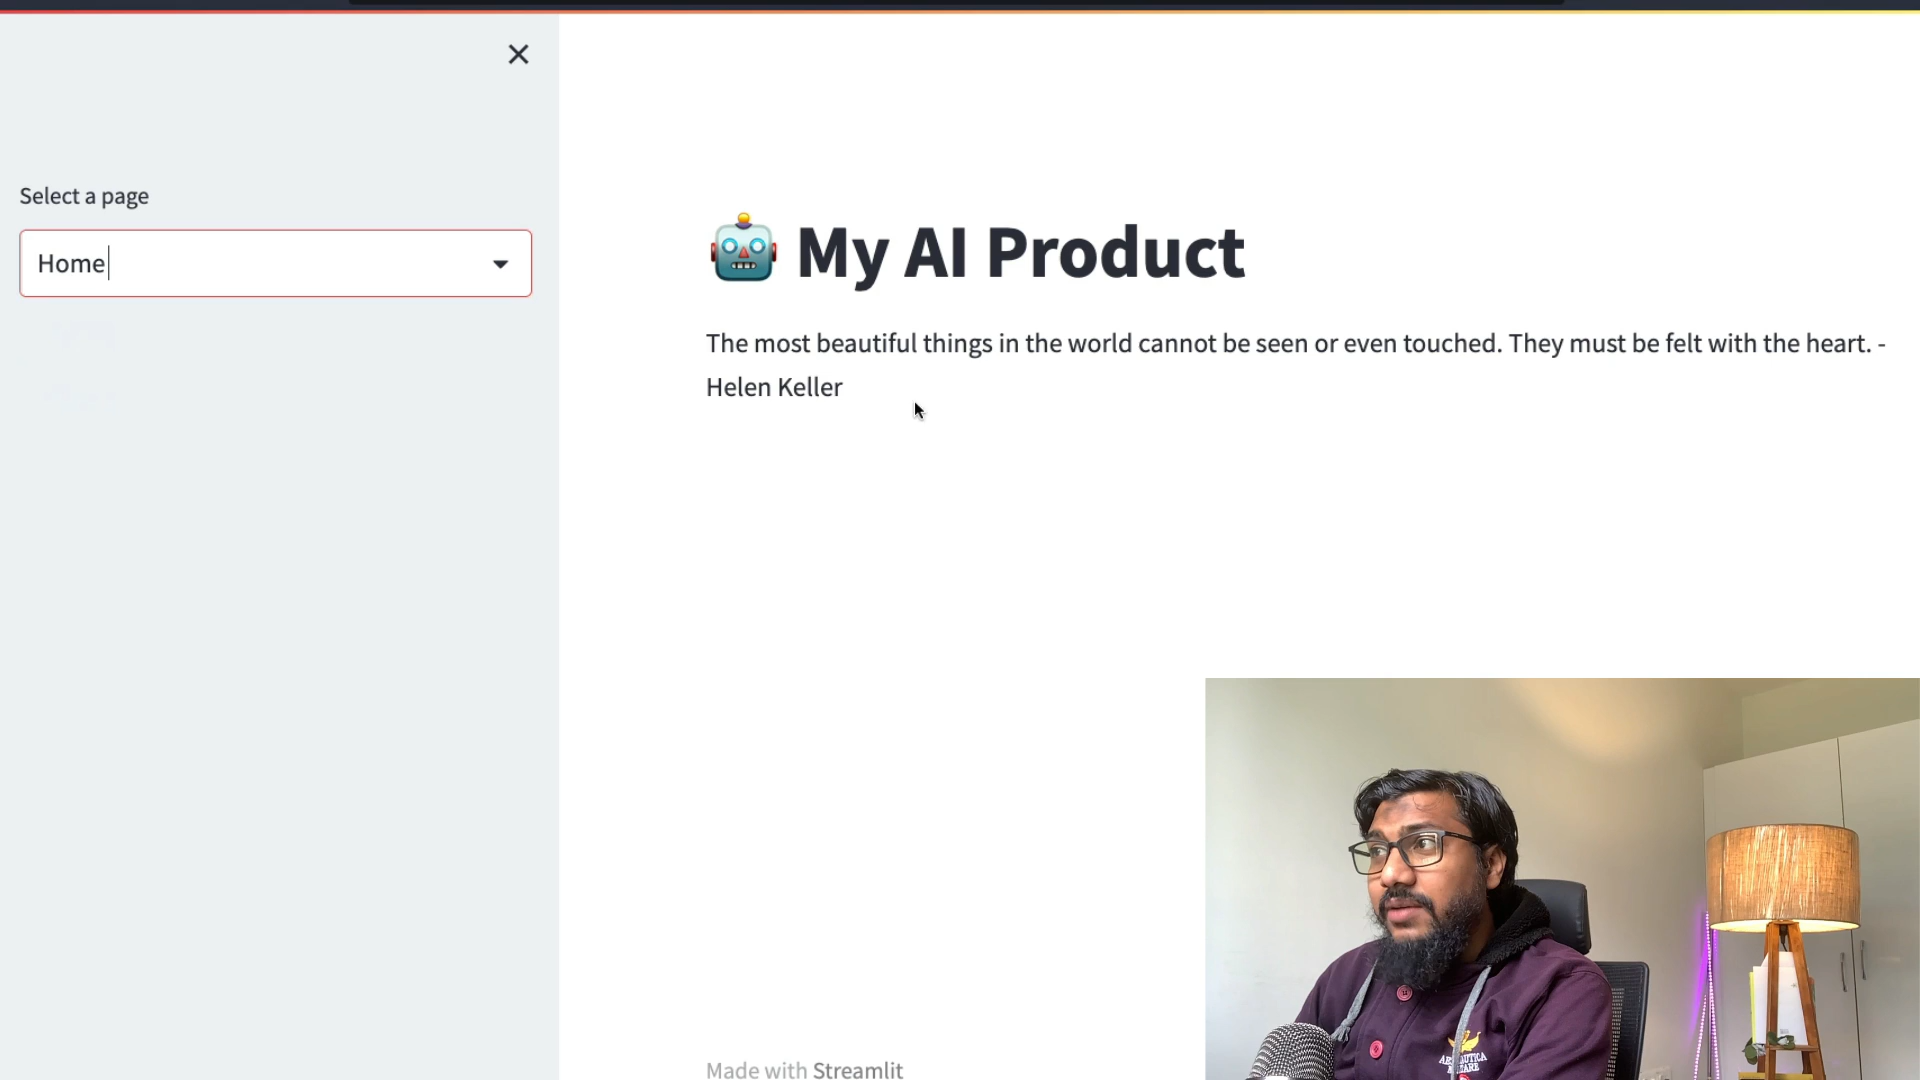 Select a page
Home
My AI Product
The most beautiful things in the world cannot be seen or even touched. They must be felt with the heart. -
Helen Keller
Made with Streamlit